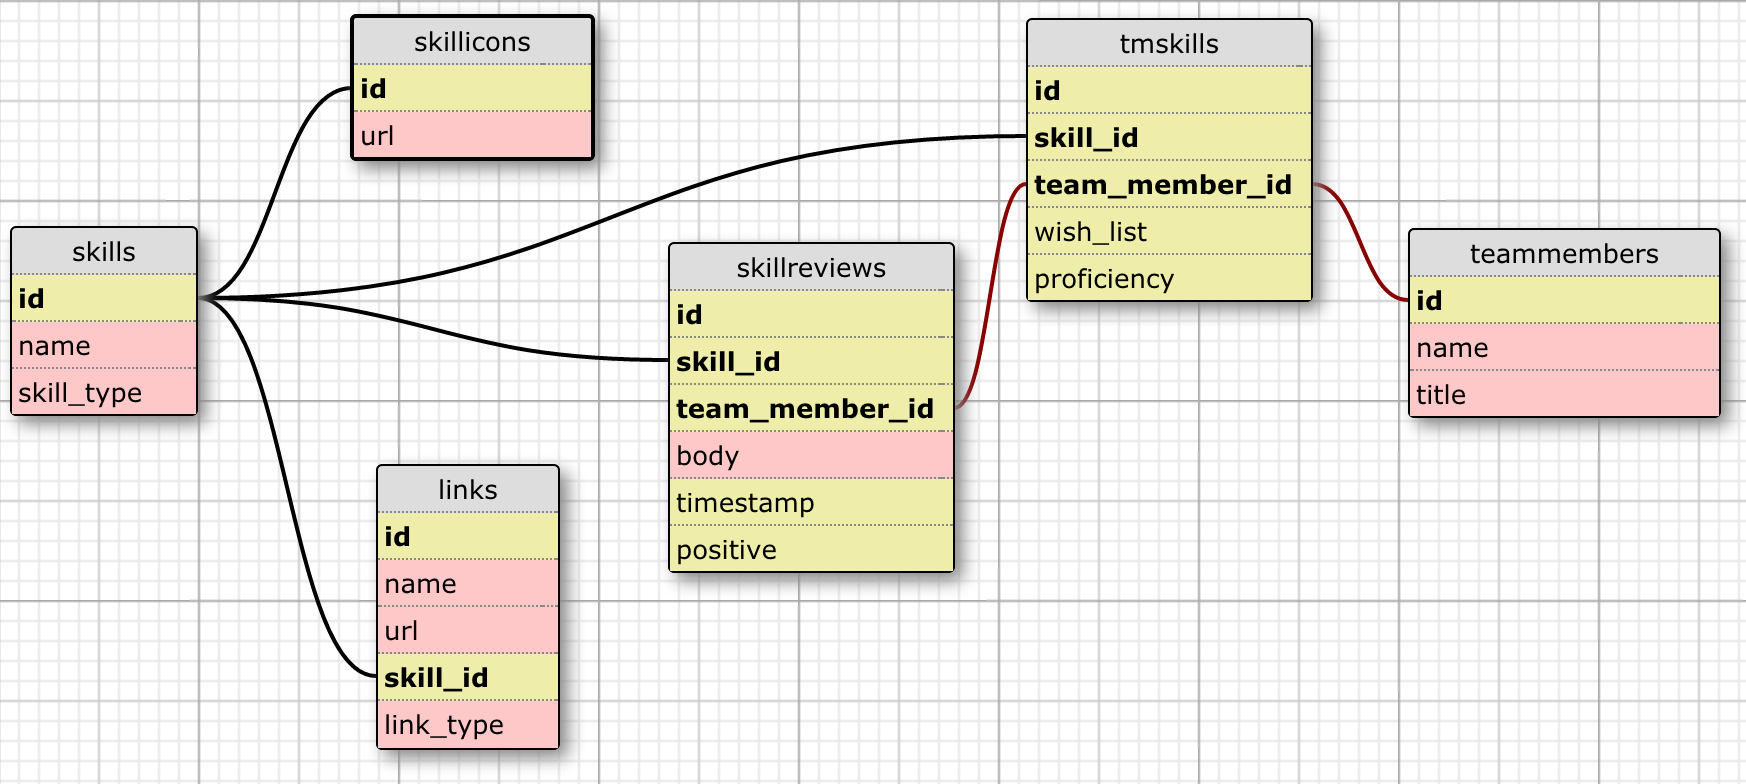 skillicons
id
url
tmskills
id
skill_id
team_member_id
wish_list
proficiency
skills
id
name
skill_type
skillreviews
id
skill_id
team_member_id
body
timestamp
positive
teammembers
id
name
title
links
id
name
url
skill_id
link_type